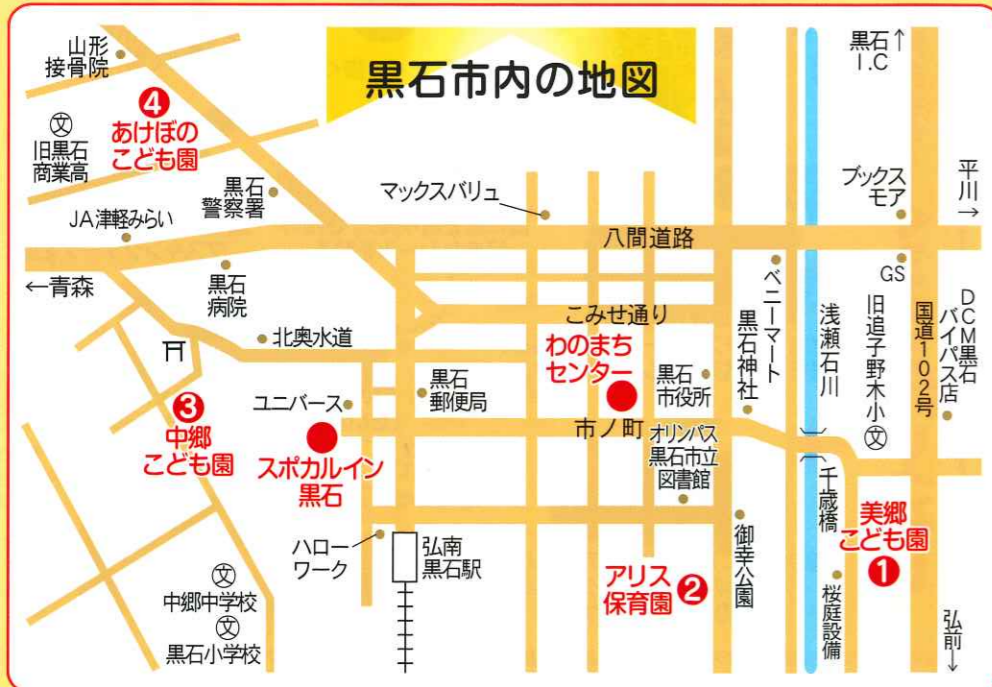 黒石市内の地図
山形
接骨院
④
あけぼの
こども園
文
旧黒石
商業高
黒石
警察署
JA津軽みらい
←青森
黒石
病院
マックスバリュ
八間道路
黒石↑
I.C
ブックス
モア
平川→
GS
ベニーマート
こみせ通り
わのまち
センター
黒石
市役所
黒石神社
浅瀬石川
旧追子野木小文
国道102号
DCM黒石
バイパス店
北奥水道
③
中郷
こども園
ユニバース
黒石
郵便局
スポカルイン
黒石
市ノ町
オリンパス
黒石市立
図書館
千歳橋
美郷
こども園
①
ハロー
ワーク
弘南
黒石駅
アリス
保育園
②
御幸公園
桜庭設備
弘前→
文
中郷中学校
文
黒石小学校